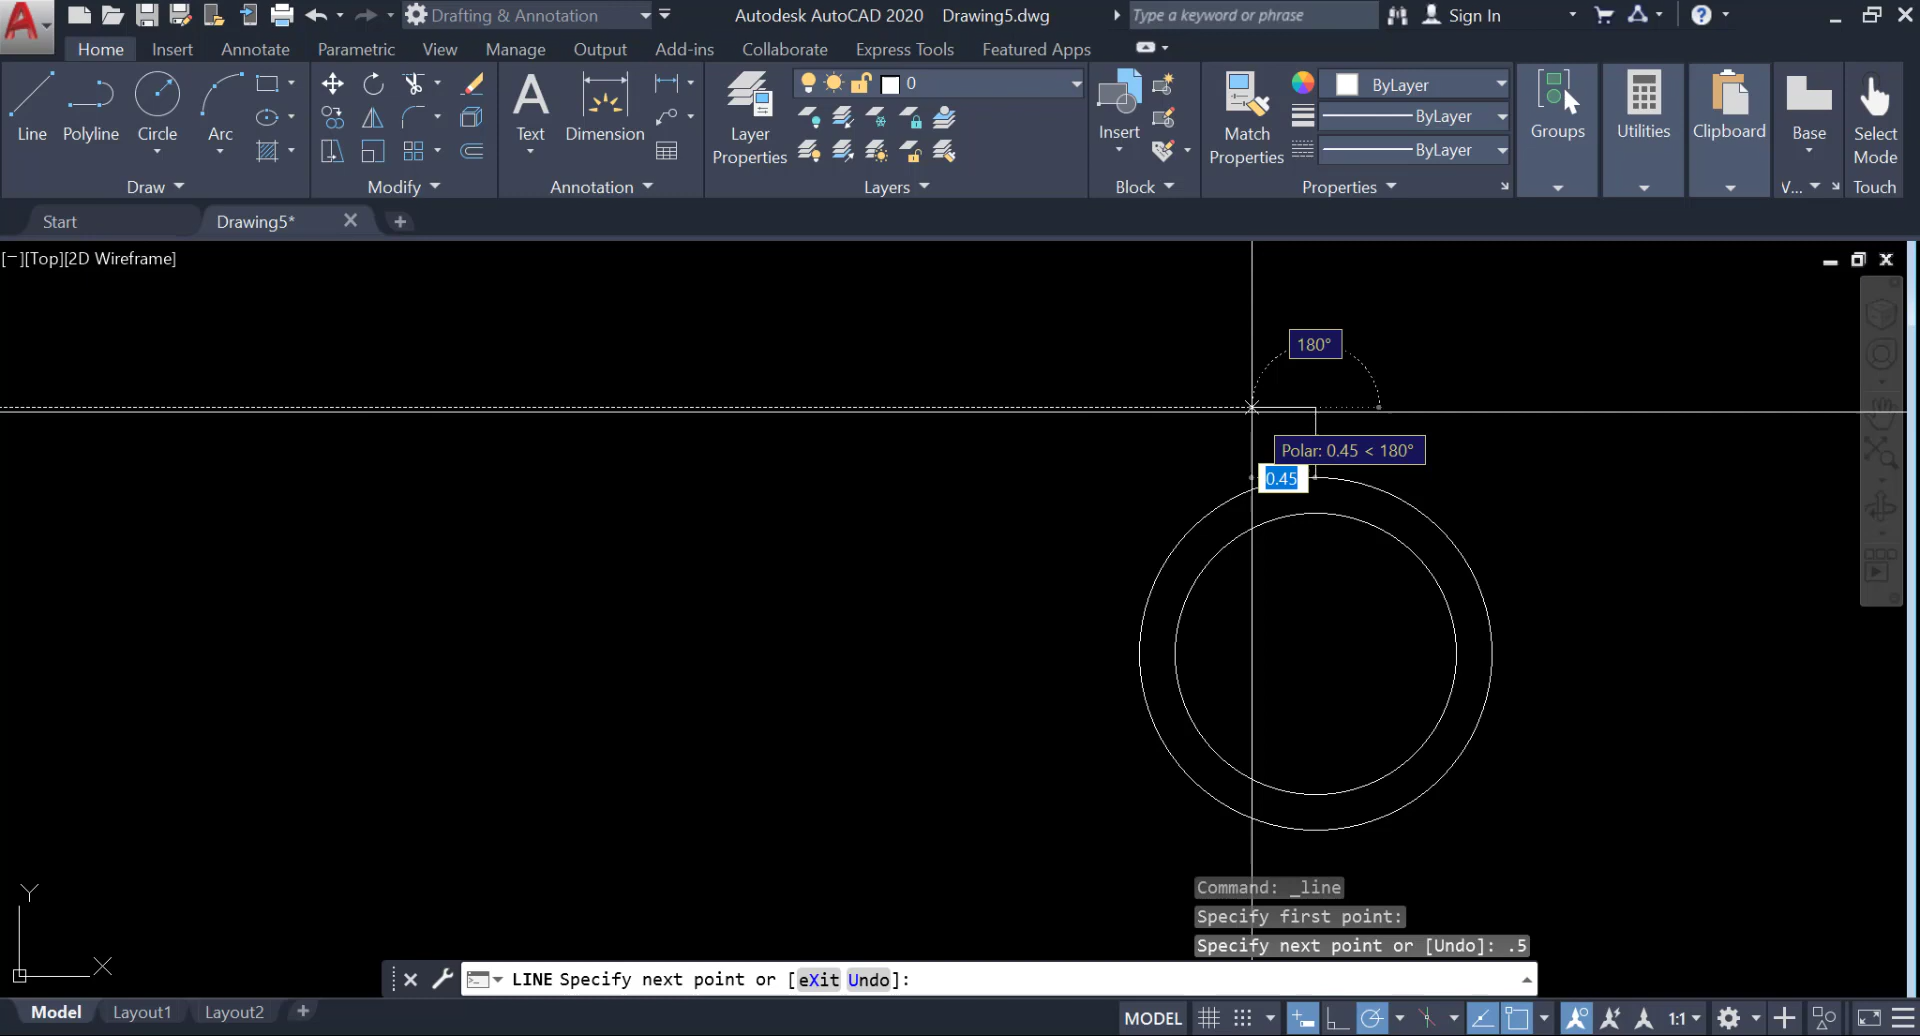 A
Drafting & Annotation
Autodesk AutoCAD 2020 Drawing5.dwg
Type a keyword or phrase
Sign In
?
Home Insert Annotate Parametric View Manage Output Add-ins Collaborate Express Tools Featured Apps
Line
Polyline
Circle
Arc
A
Text
Dimension
Layer
Properties
0
Insert
Match
Properties
ByLayer
ByLayer
ByLayer
Groups
Utilities
Clipboard
Base
Select
Mode
Draw
Modify
Annotation
Layers
Block
Properties
V...
Touch
Start
Drawing5*
[−][Top][2D Wireframe]
180°
Polar: 0.45 < 180°
0.45
Y
X
Command: _line
Specify first point:
Specify next point or [Undo]: .5
LINE Specify next point or [eXit Undo]:
Model Layout1 Layout2
MODEL
1:1